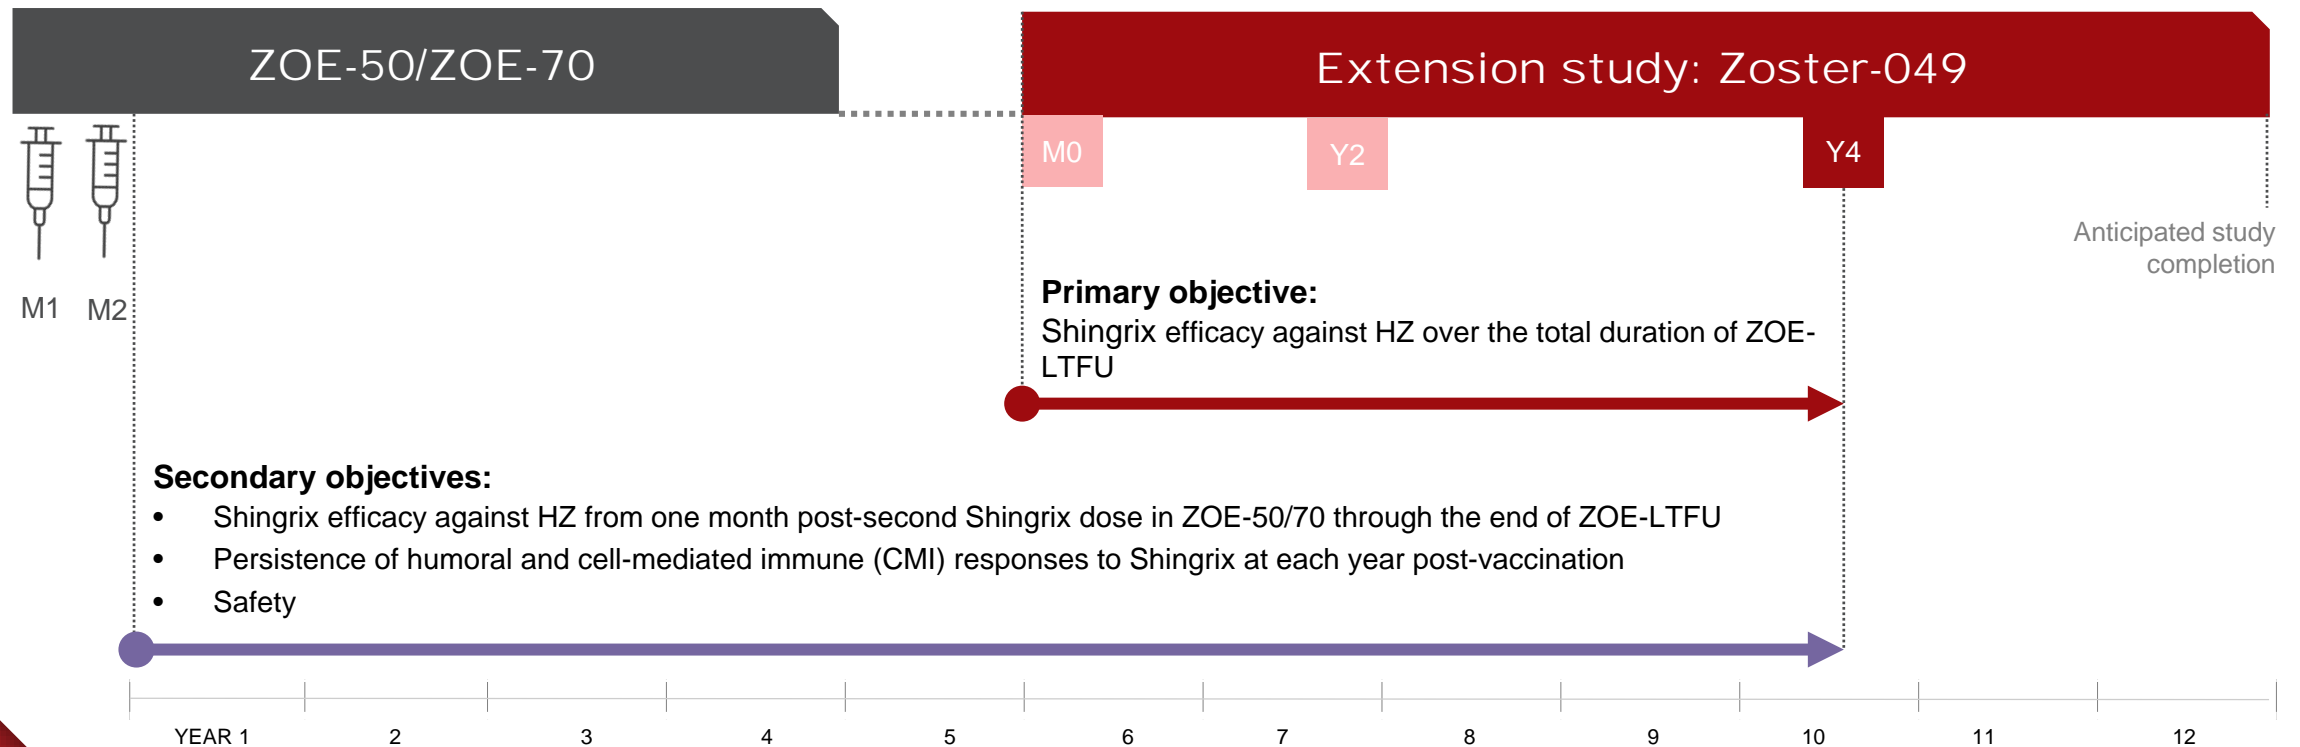 ZOE-50/ZOE-70
Extension study: Zoster-049
M0
Y2
Y4
Anticipated study
completion
M1
M2
Primary objective:
Shingrix efficacy against HZ over the total duration of ZOE-
LTFU
Secondary objectives:
• Shingrix efficacy against HZ from one month post-second Shingrix dose in ZOE-50/70 through the end of ZOE-LTFU
• Persistence of humoral and cell-mediated immune (CMI) responses to Shingrix at each year post-vaccination
• Safety
YEAR 1 2 3 4 5 6 7 8 9 10 11 12